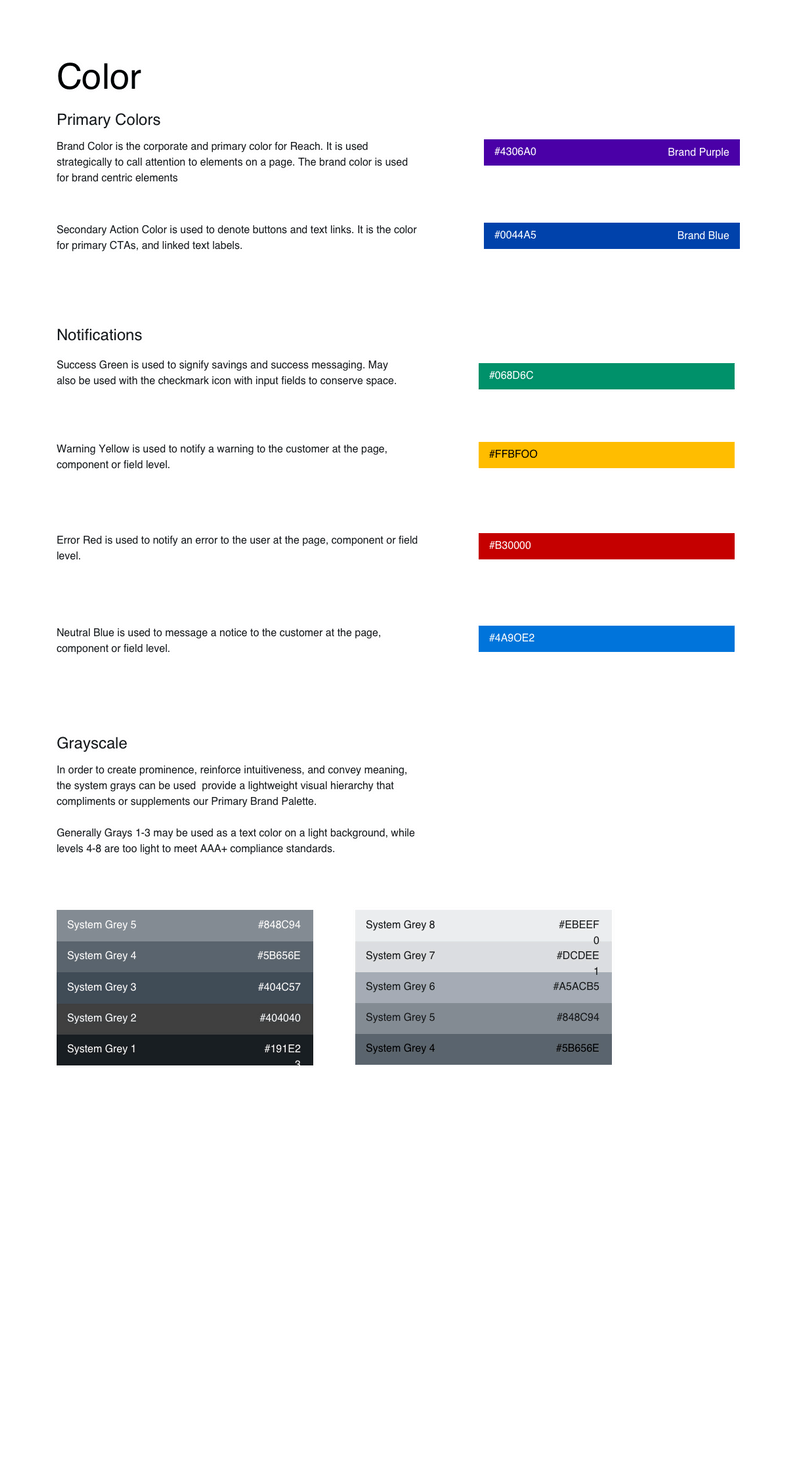 Color
Primary Colors
Brand Color is the corporate and primary color for Reach. It is used
strategically to call attention to elements on a page. The brand color is used
for brand centric elements
#4306A0 Brand Purple
Secondary Action Color is used to denote buttons and text links. It is the color
for primary CTAs, and linked text labels.
#0044A5 Brand Blue
Notifications
Success Green is used to signify savings and success messaging. May
also be used with the checkmark icon with input fields to conserve space.
#068D6C
Warning Yellow is used to notify a warning to the customer at the page,
component or field level.
#FFBFOO
Error Red is used to notify an error to the user at the page, component or field
level.
#B30000
Neutral Blue is used to message a notice to the customer at the page,
component or field level.
#4A9OE2
Grayscale
In order to create prominence, reinforce intuitiveness, and convey meaning,
the system grays can be used  provide a lightweight visual hierarchy that
compliments or supplements our Primary Brand Palette.
Generally Grays 1-3 may be used as a text color on a light background, while
levels 4-8 are too light to meet AAA+ compliance standards.
System Grey 5 #848C94
System Grey 4 #5B656E
System Grey 3 #404C57
System Grey 2 #404040
System Grey 1 #191E2
3
System Grey 8 #EBEEF
0
System Grey 7 #DCDEE
1
System Grey 6 #A5ACB5
System Grey 5 #848C94
System Grey 4 #5B656E